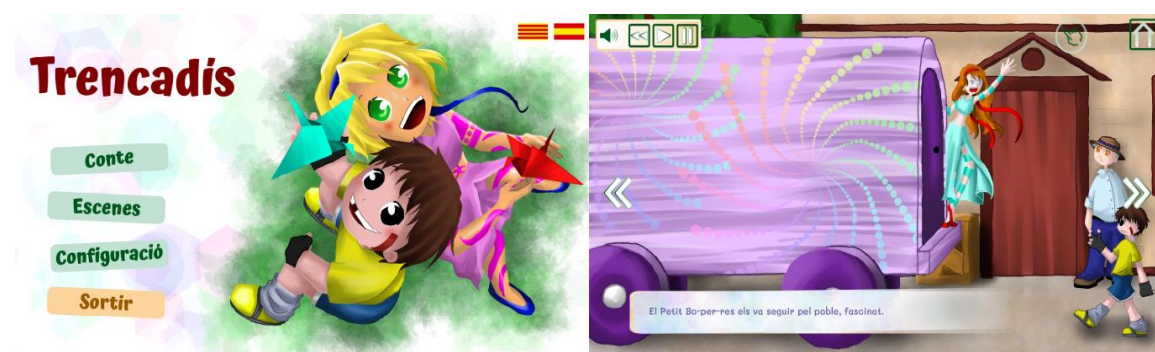 Trencadís
Conte
Escenes
Configuració
Sortir
El Petit Bo-per-res els va seguir pel poble, fascinat.